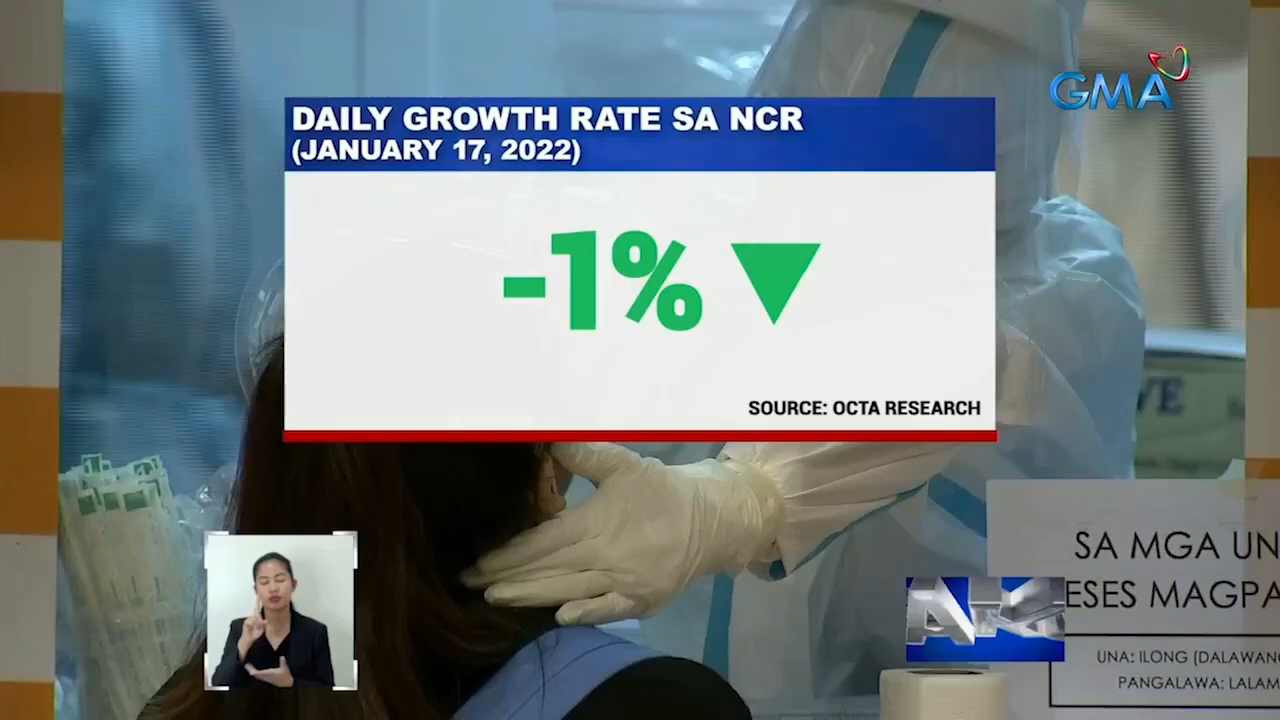 GMA
DAILY GROWTH RATE SA NCR
(JANUARY 17, 2022)
-1%
SOURCE: OCTA RESEARCH
SA MGA UN
ESES MAGPA
UNA: ILONG (DALAWANG
PANGALAWA: LALAM